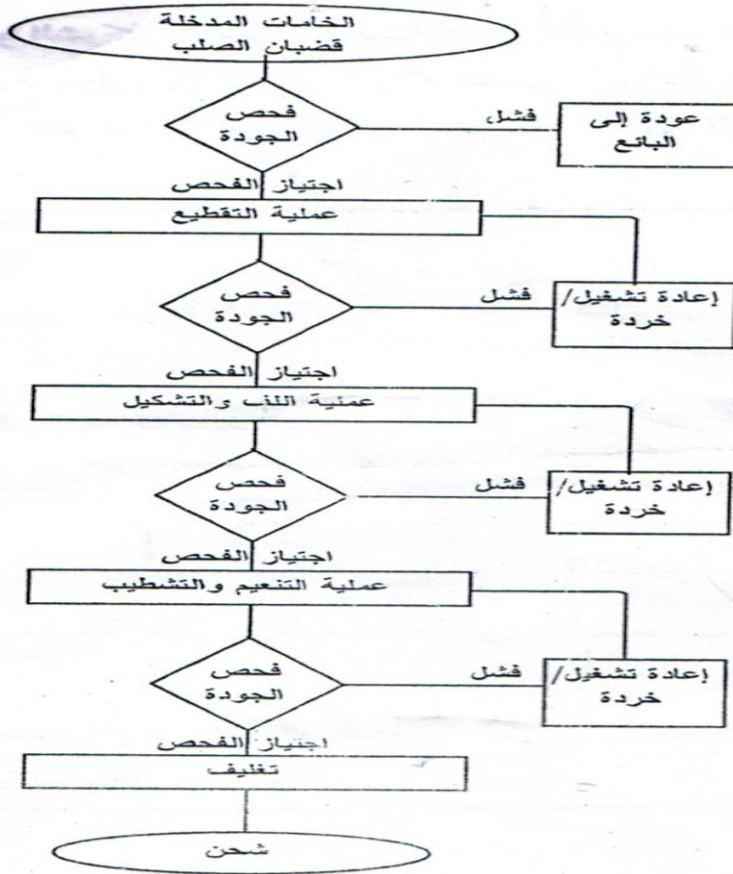 الخامات المدخلة
قضبان الصلب
فحص
الجودة
فشل
عودة إلى
البائع
اجتياز الفحص
عملية التقطيع
فحص
الجودة
فشل
إعادة تشغيل/
خردة
اجتياز الفحص
عملية اللف والتشكيل
فحص
الجودة
فشل
إعادة تشغيل/
خردة
اجتياز الفحص
عملية التنعيم والتشطيب
فحص
الجودة
فشل
إعادة تشغيل/
خردة
اجتياز الفحص
تغليف
شحن